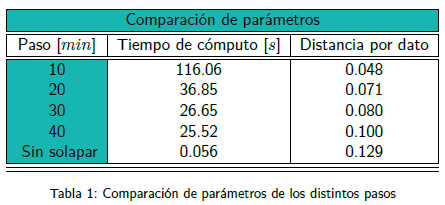 Comparación de parámetros
Paso [min] Tiempo de cómputo [s] Distancia por dato
10 116.06 0.048
20 36.85 0.071
30 26.65 0.080
40 25.52 0.100
Sin solapar 0.056 0.129
Tabla 1: Comparación de parámetros de los distintos pasos